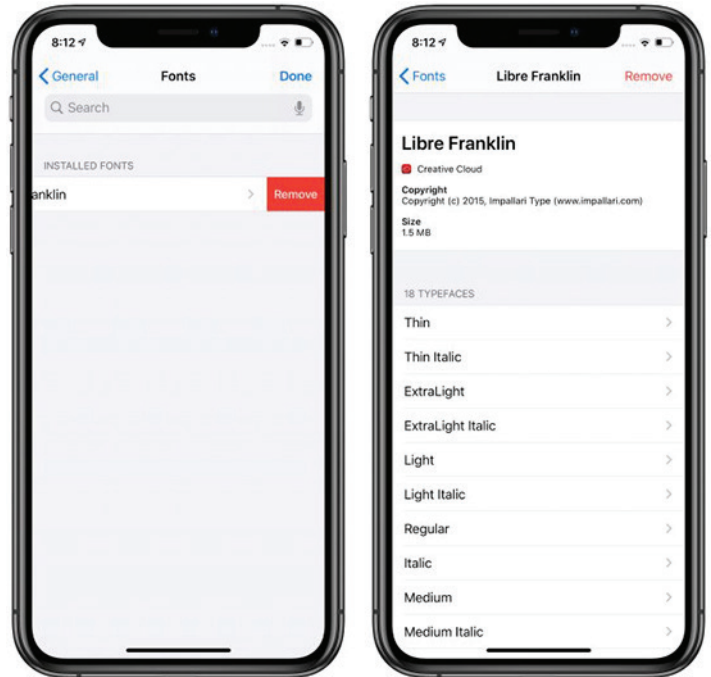 8:12
General
Fonts
Done
Search
INSTALLED FONTS
anklin
Remove
8:12
Fonts
Libre Franklin
Remove
Libre Franklin
Creative Cloud
Copyright
Copyright (c) 2015, Impallari Type (www.impallari.com)
Size
1.5 MB
18 TYPEFACES
Thin
Thin Italic
ExtraLight
ExtraLight Italic
Light
Light Italic
Regular
Italic
Medium
Medium Italic